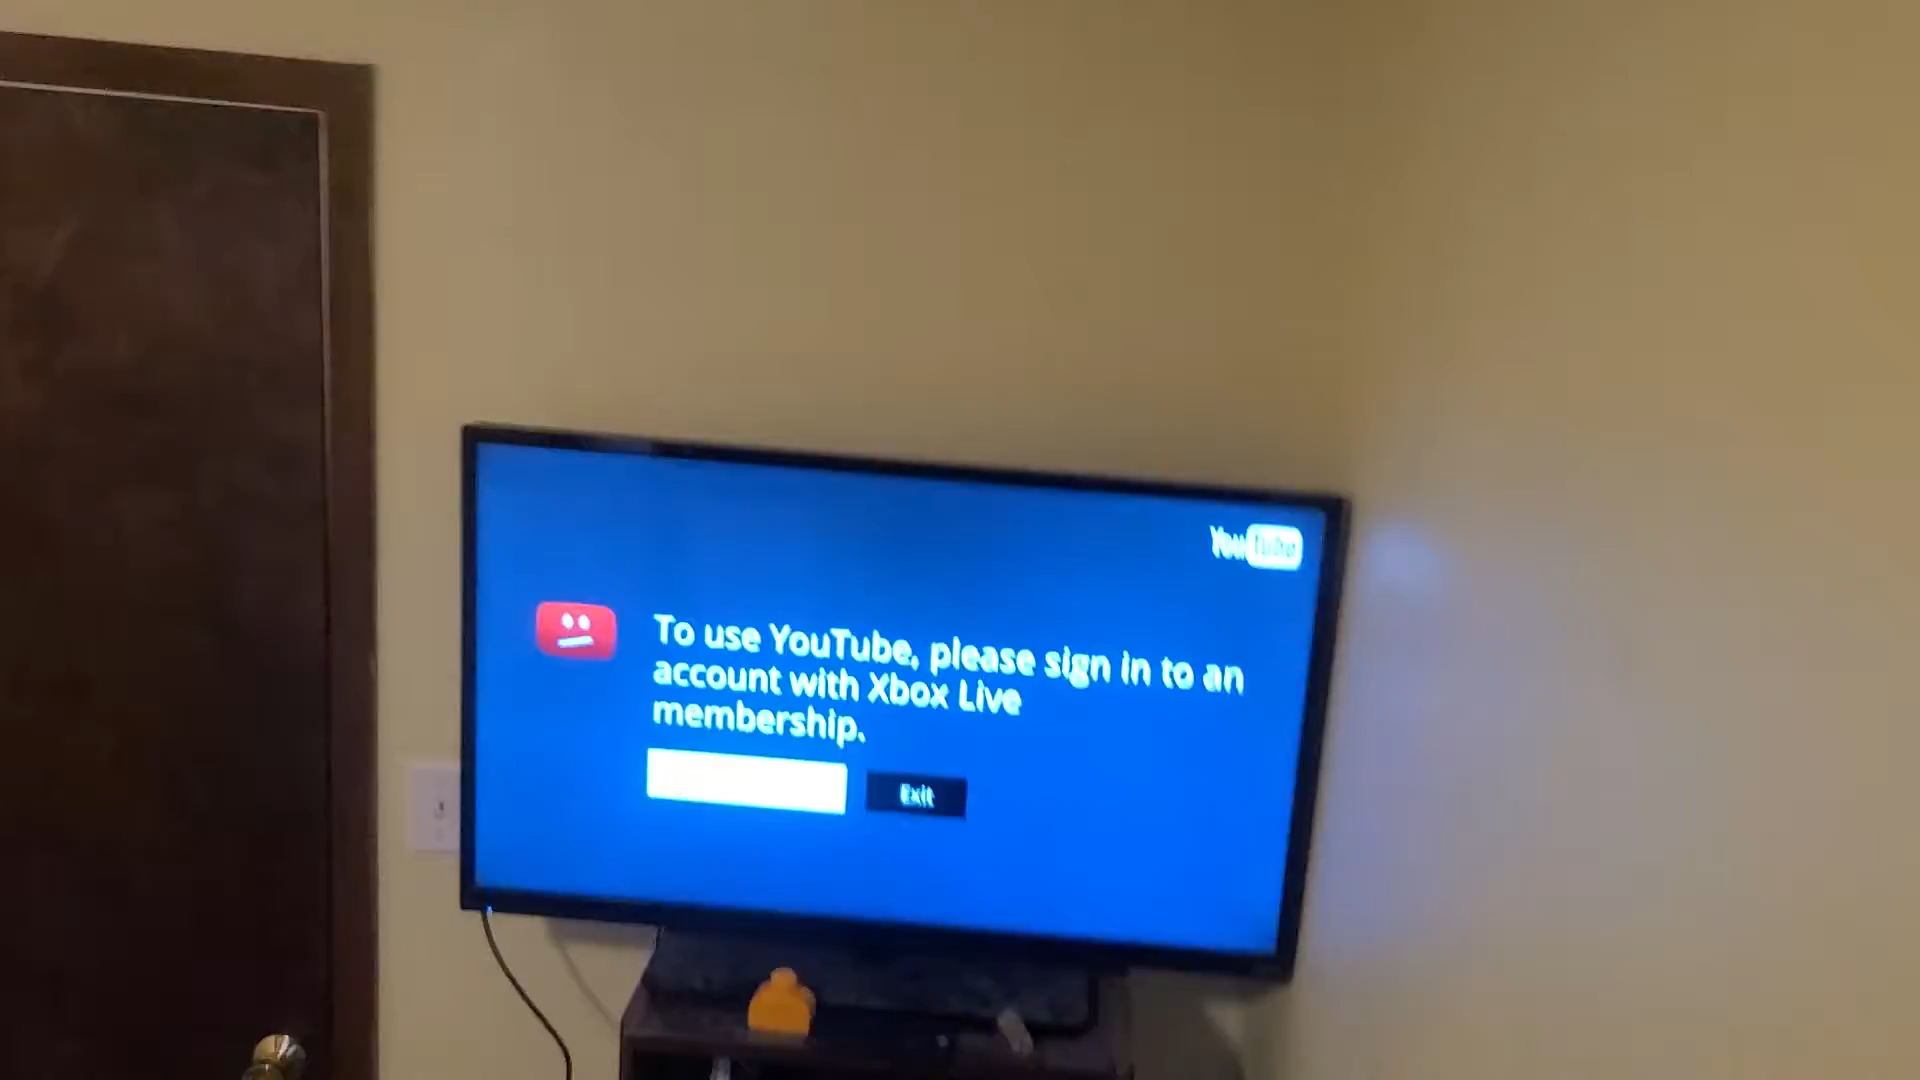 YouTube
To use YouTube, please sign in to an
account with Xbox Live
membership.
Exit